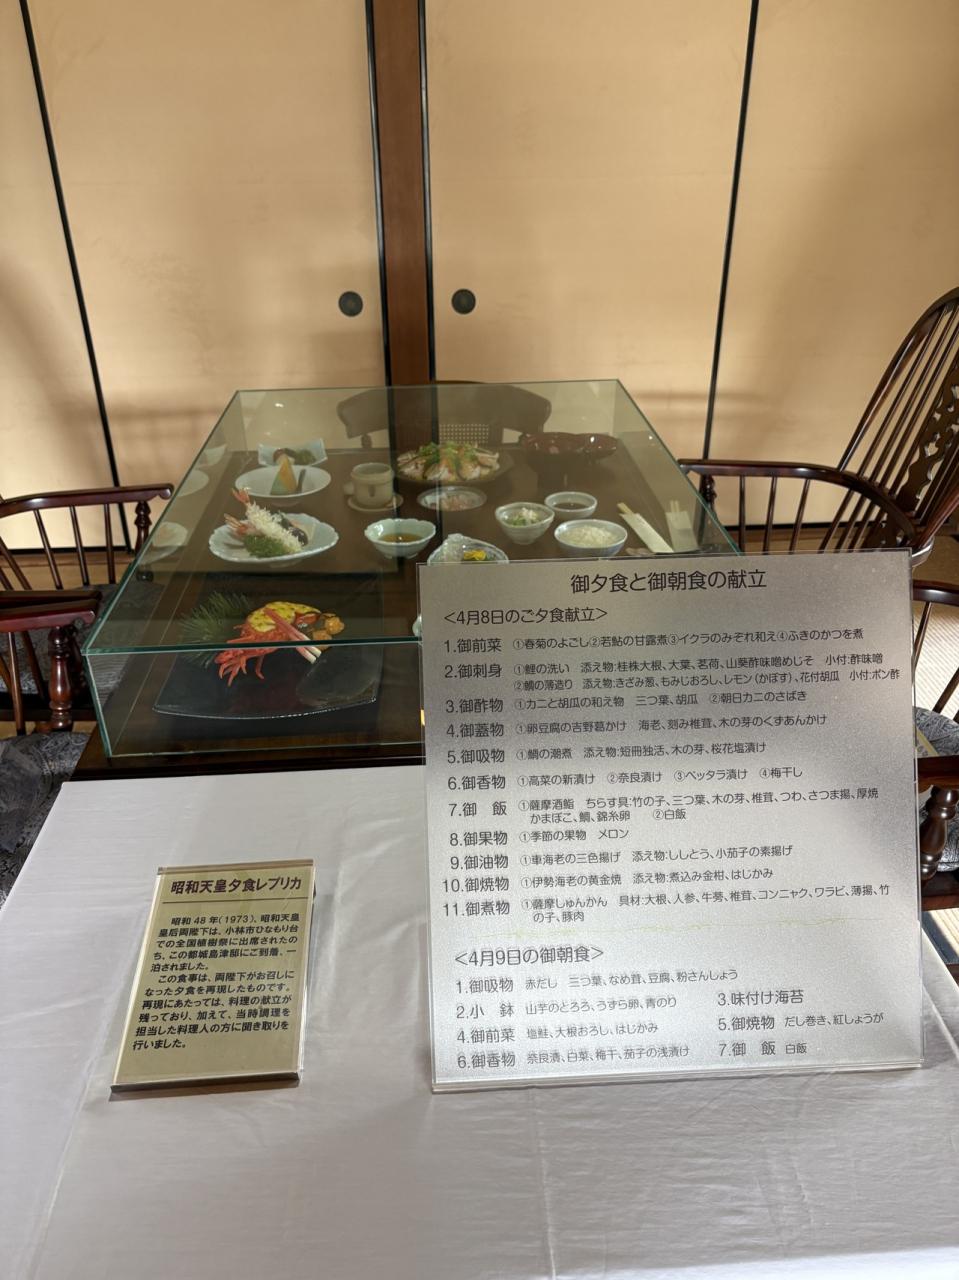 昭和天皇夕食レプリカ
昭和48年(1973)、昭和天皇
皇后両陛下は、小林市ひなもり台
での全国植樹祭に出席されたの
ち、この都城島津邸にご到着、一
泊されました。
この食事は、両陛下がお召しに
なった夕食を再現したものです。
再現にあたっては、料理の献立が
残っており、加えて、当時調理を
担当した料理人の方に聞き取りを
行いました。
御夕食と御朝食の献立
<4月8日のご夕食献立>
1.御前菜 ①春菊のよごし②若鮎の甘露煮③イクラのみぞれ和え④ふきのかつを煮
2.御刺身 ①鯉の洗い 添え物:桂株大根、大葉、茗荷、山葵酢味噌めじそ 小付:酢味噌
②鯛の薄造り 添え物:きざみ葱、もみじおろし、レモン(かぼす)、花付胡瓜 小付:ポン酢
3.御酢物 ①カニと胡瓜の和え物 三つ葉、胡瓜 ②朝日カニのさばき
4.御蓋物 ①卵豆腐の吉野葛かけ 海老、刻み椎茸、木の芽のくずあんかけ
5.御吸物 ①鯛の潮煮 添え物:短冊独活、木の芽、桜花塩漬け
6.御香物 ①高菜の新漬け ②奈良漬け ③ベッタラ漬け ④梅干し
7.御 飯 ①薩摩酒鮨 ちらす具:竹の子、三つ葉、木の芽、椎茸、つわ、さつま揚、厚焼
かまぼこ、鯛、錦糸卵 ②白飯
8.御果物 ①季節の果物 メロン
9.御油物 ①車海老の三色揚げ 添え物:ししとう、小茄子の素揚げ
10.御焼物 ①伊勢海老の黄金焼 添え物:煮込み金柑、はじかみ
11.御煮物 ①薩摩しゅんかん 具材:大根、人参、牛蒡、椎茸、コンニャク、ワラビ、薄揚、竹
の子、豚肉
<4月9日の御朝食>
1.御吸物 赤だし 三つ葉、なめ茸、豆腐、粉さんしょう
2.小 鉢 山芋のとろろ、うずら卵、青のり 3.味付け海苔
4.御前菜 塩鮭、大根おろし、はじかみ 5.御焼物 だし巻き、紅しょうが
6.御香物 奈良漬、白菜、梅干、茄子の浅漬け 7.御 飯 白飯